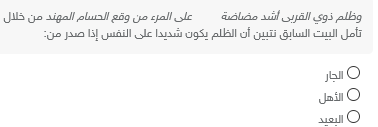 وظلم ذوي القربى أشد مضاضة على المرء من وقع الحسام المهند من خلال
تأمل البيت السابق نتبين أن الظلم يكون شديدا على النفس إذا صدر من:
الجار
الأهل
البعيد